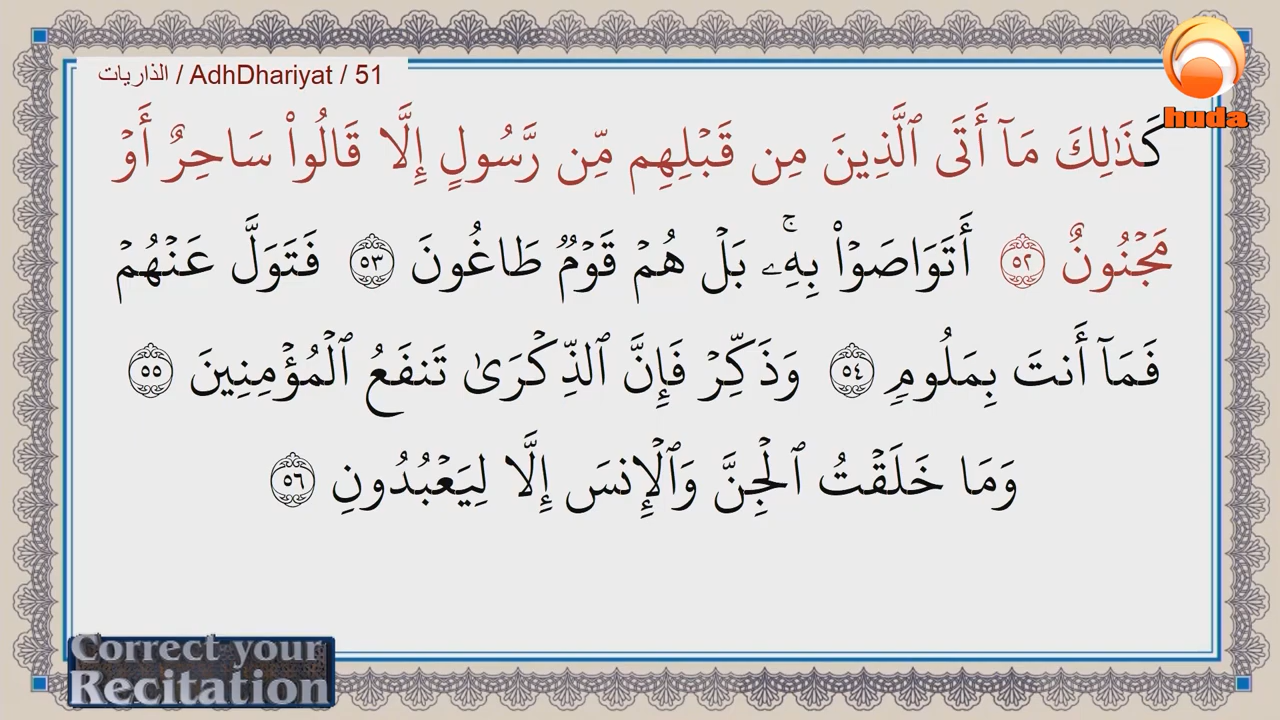 الذاريات / AdhDhariyat / 51
huda
كَذَٰلِكَ مَآ أَتَى ٱلَّذِينَ مِن قَبْلِهِم مِّن رَّسُولٍ إِلَّا قَالُوا۟ سَاحِرٌ أَوْ
مَجْنُونٌ ٥٢ أَتَوَاصَوْا۟ بِهِۦ ۚ بَلْ هُمْ قَوْمٌ طَاغُونَ ٥٣ فَتَوَلَّ عَنْهُمْ
فَمَآ أَنتَ بِمَلُومٍ ٥٤ وَذَكِّرْ فَإِنَّ ٱلذِّكْرَىٰ تَنفَعُ ٱلْمُؤْمِنِينَ ٥٥
وَمَا خَلَقْتُ ٱلْجِنَّ وَٱلْإِنسَ إِلَّا لِيَعْبُدُونِ ٥٦
Correct your
Recitation